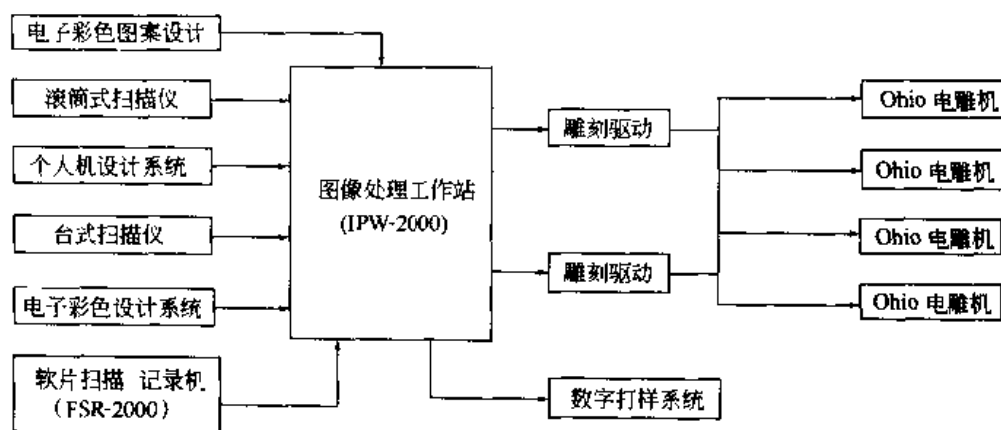 电子彩色图案设计
滚筒式扫描仪
个人机设计系统
台式扫描仪
电子彩色设计系统
软片扫描 记录机
(FSR-2000)
图像处理工作站
(IPW-2000)
雕刻驱动
雕刻驱动
数字打样系统
Ohio 电雕机
Ohio 电雕机
Ohio 电雕机
Ohio 电雕机